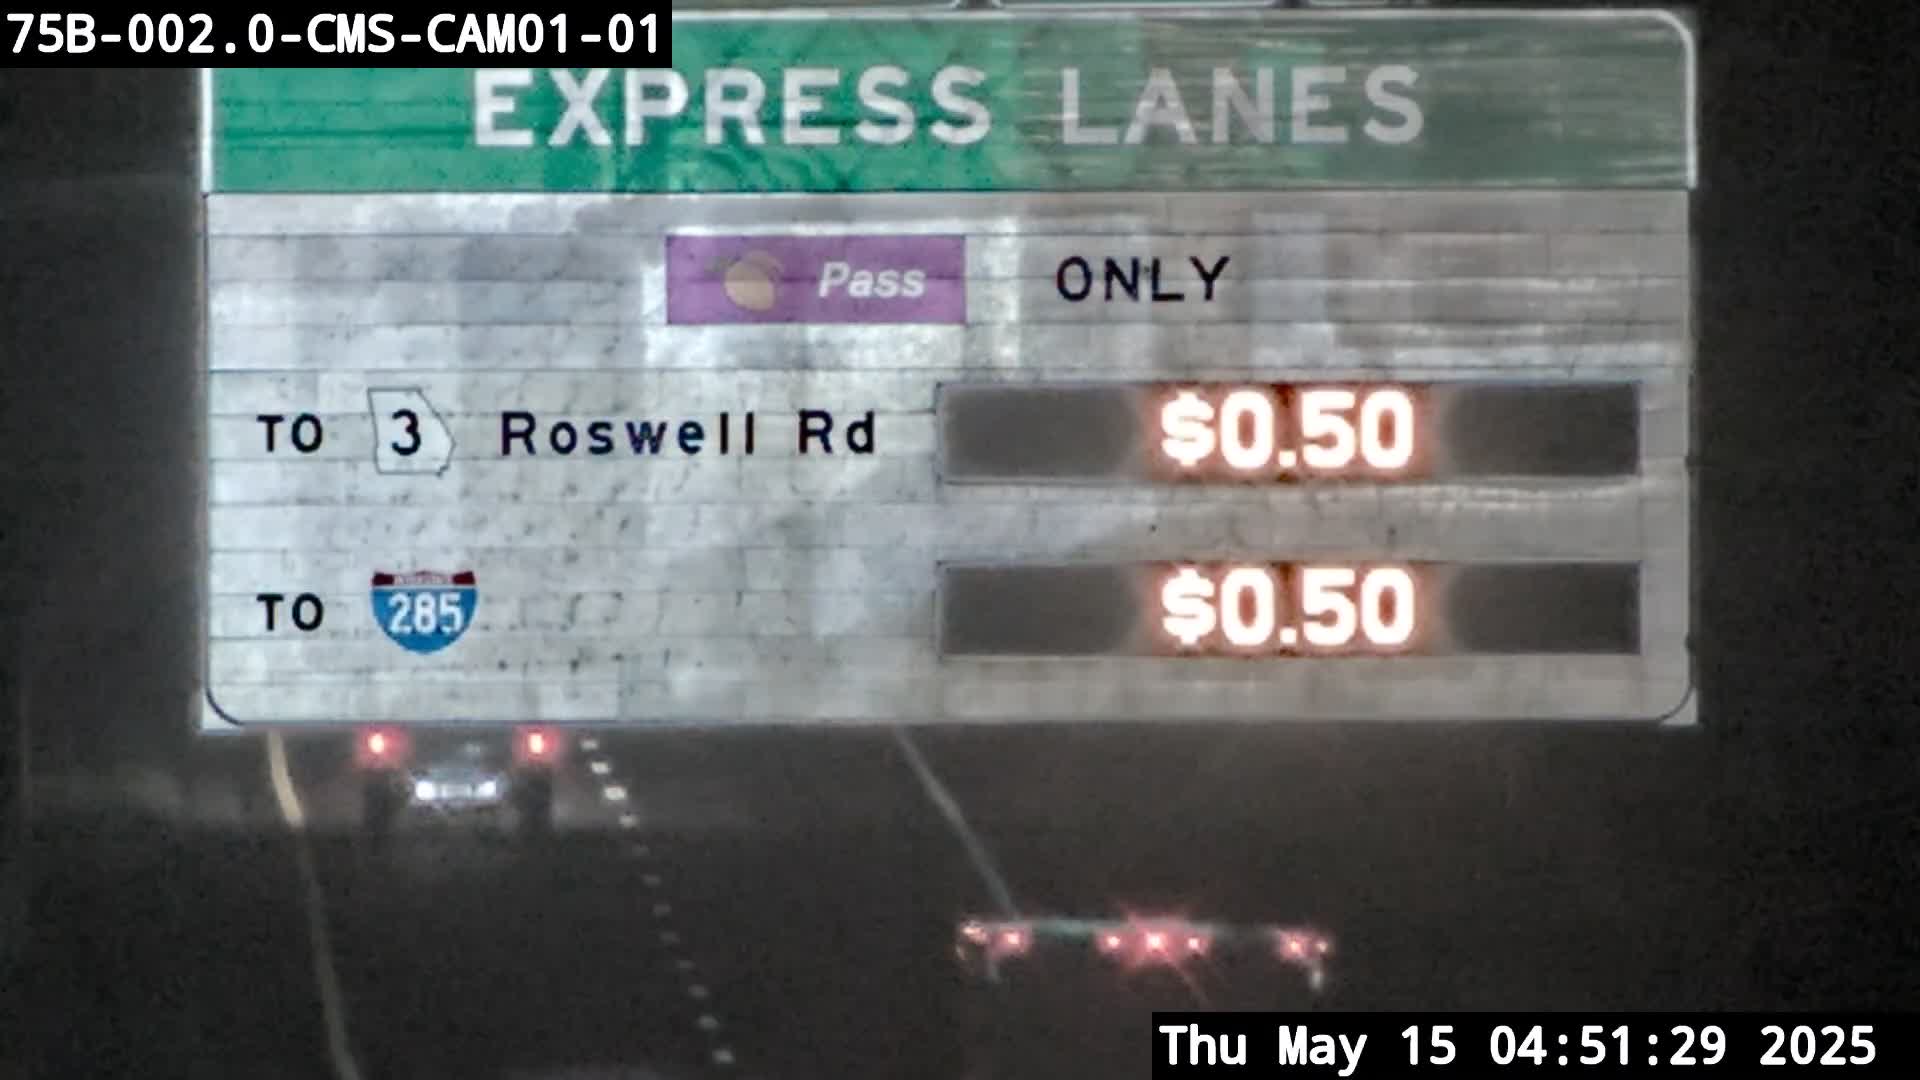 75B-002.0-CMS-CAM01-01
EXPRESS LANES
Pass ONLY
TO 3 Roswell Rd $0.50
TO 285 $0.50
Thu May 15 04:51:29 2025